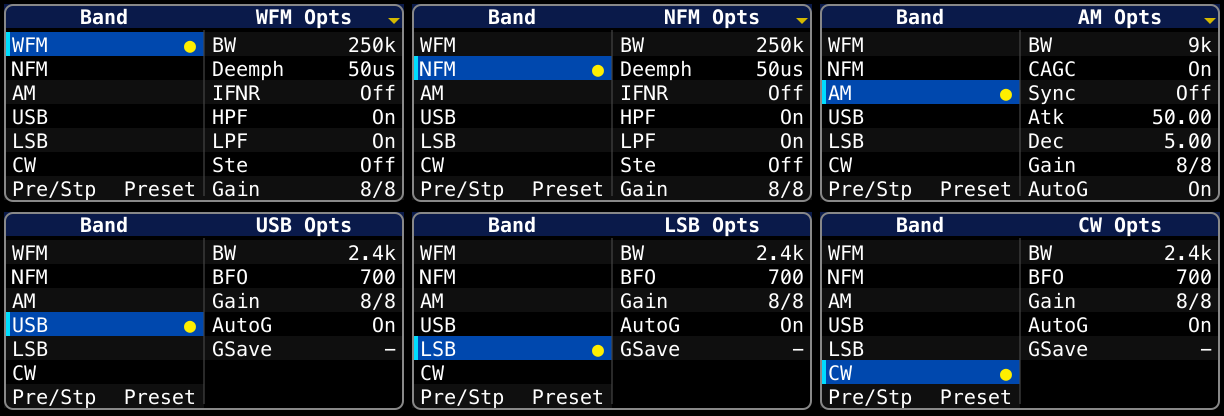 Band WFM Opts
WFM BW 250k
NFM Deemph 50us
AM IFNR Off
USB HPF On
LSB LPF On
CW Ste Off
Pre/Stp Preset Gain 8/8
Band NFM Opts
WFM BW 250k
NFM Deemph 50us
AM IFNR Off
USB HPF On
LSB LPF On
CW Ste Off
Pre/Stp Preset Gain 8/8
Band AM Opts
WFM BW 9k
NFM CAGC On
AM Sync Off
USB Atk 50.00
LSB Dec 5.00
CW Gain 8/8
Pre/Stp Preset AutoG On
Band USB Opts
WFM BW 2.4k
NFM BFO 700
AM Gain 8/8
USB AutoG On
LSB GSave –
CW
Pre/Stp Preset
Band LSB Opts
WFM BW 2.4k
NFM BFO 700
AM Gain 8/8
USB AutoG On
LSB GSave –
CW
Pre/Stp Preset
Band CW Opts
WFM BW 2.4k
NFM BFO 700
AM Gain 8/8
USB AutoG On
LSB GSave –
CW
Pre/Stp Preset